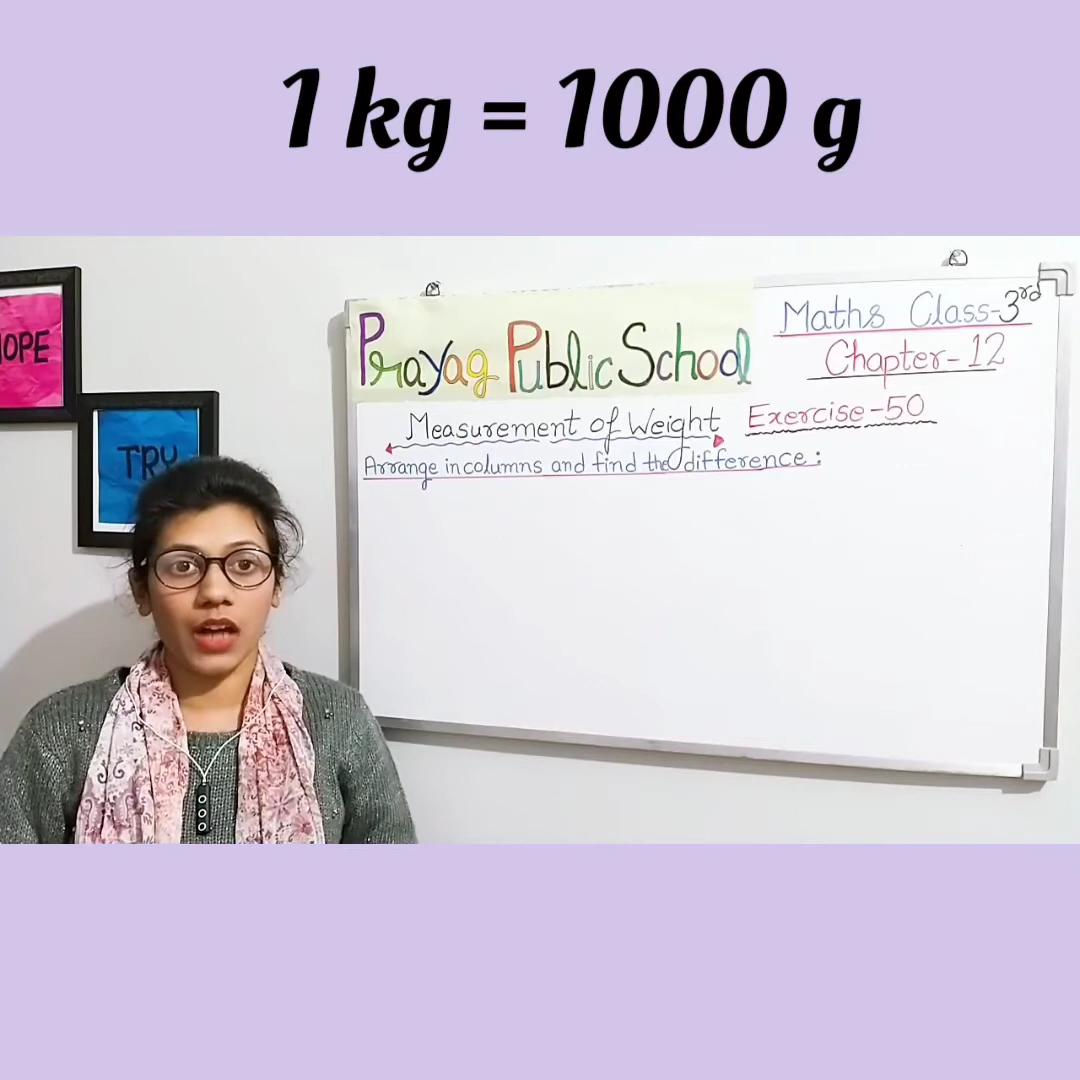 1 kg = 1000 g
Prayag Public School
Maths Class-3rd
Chapter-12
Measurement of Weight
Exercise-50
Arrange in columns and find the difference:
TRY